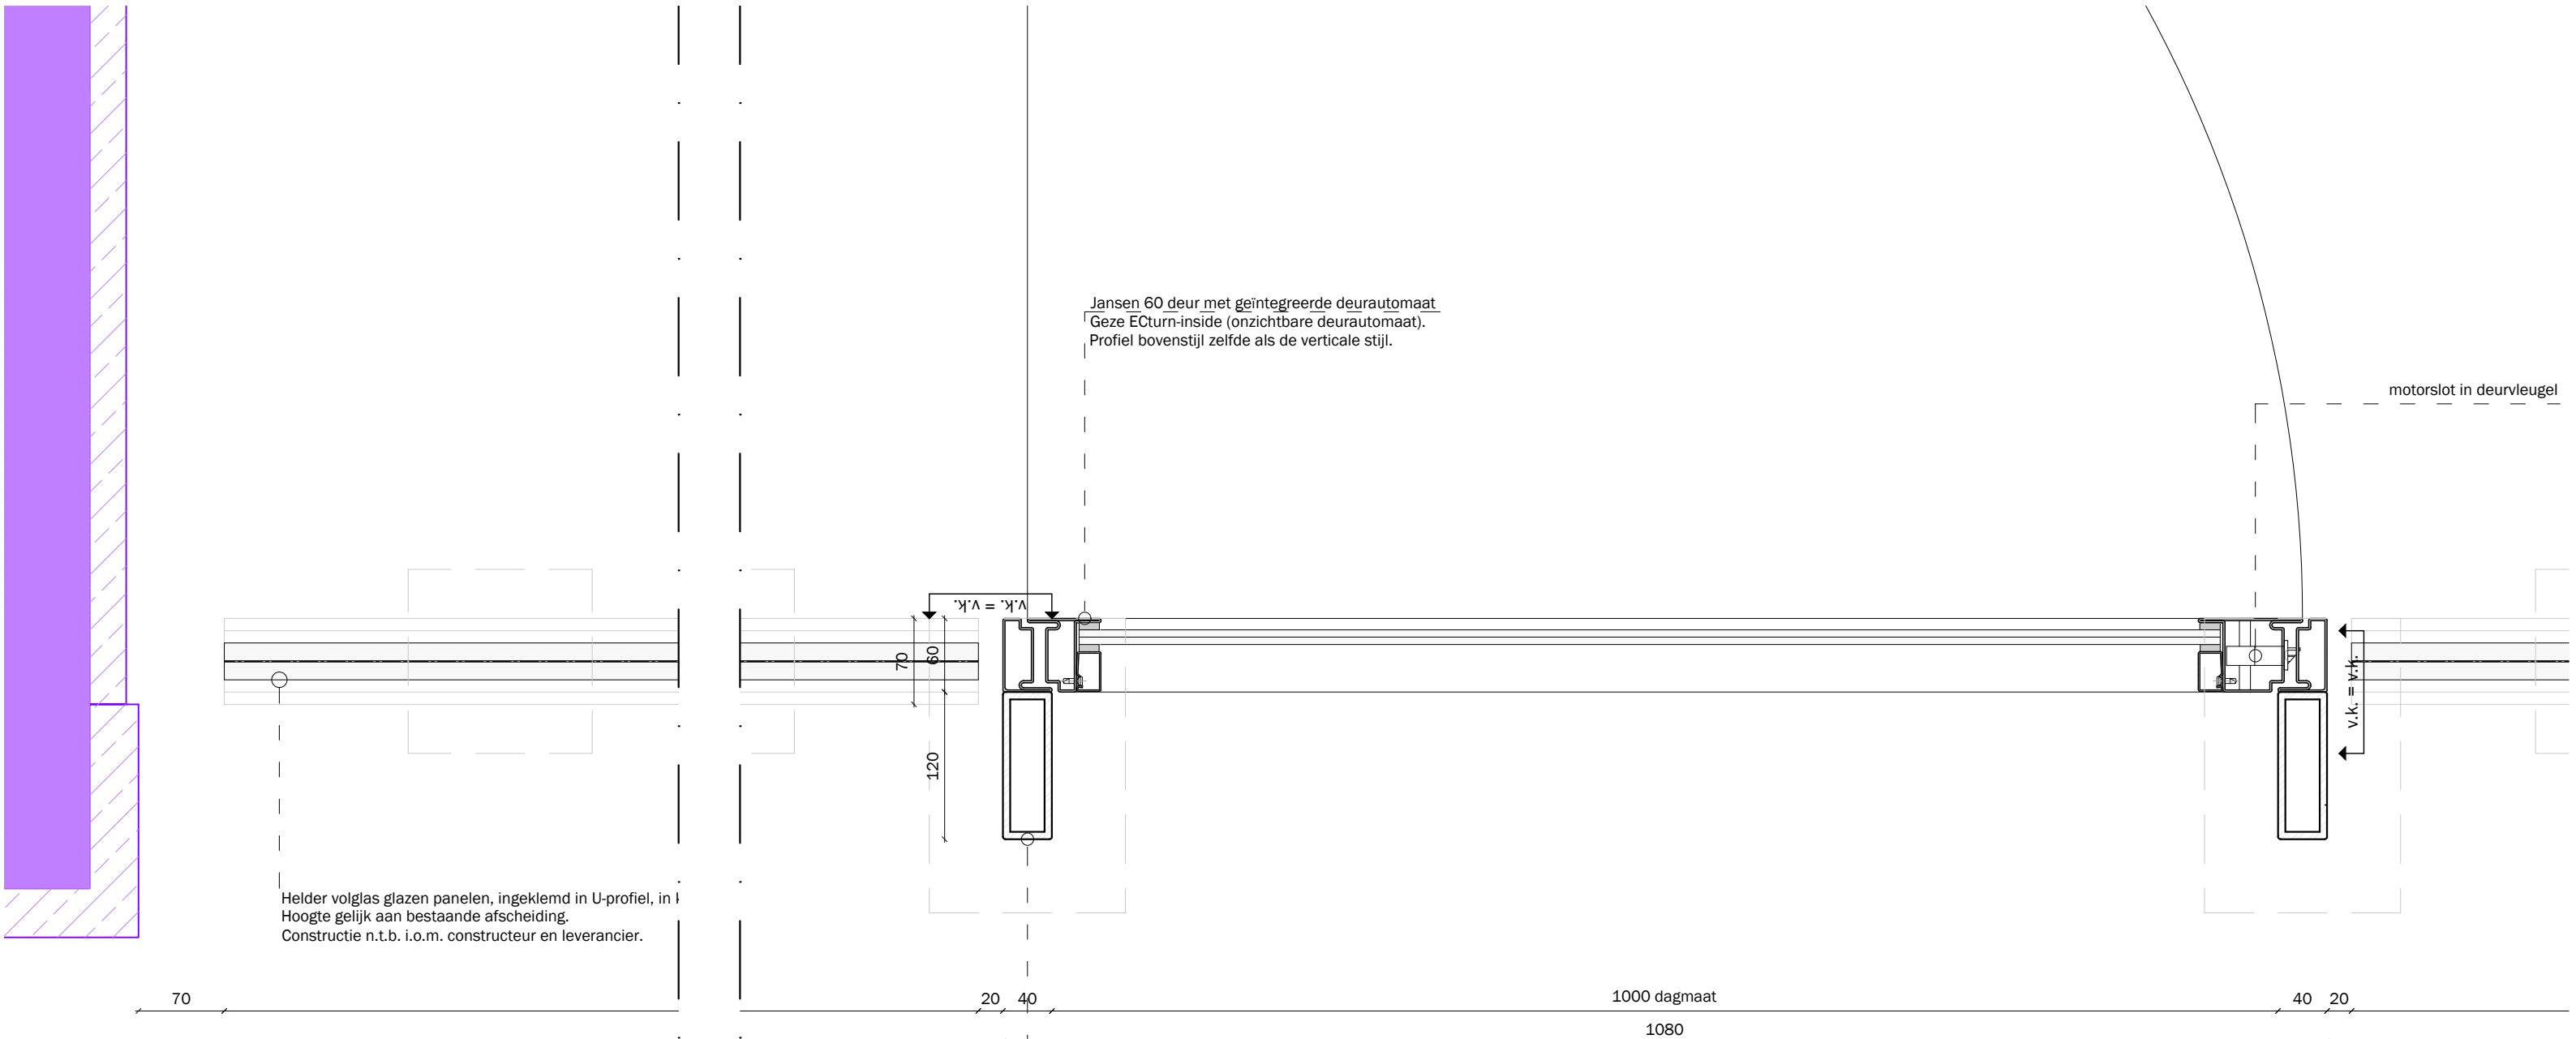 Jansen 60 deur met geïntegreerde deurautomaat
Geze ECturn-inside (onzichtbare deurautomaat).
Profiel bovenstijl zelfde als de verticale stijl.
motorslot in deurvleugel
v.k. = v.k.
70
60
120
v.k. = v.k.
Helder volglas glazen panelen, ingeklemd in U-profiel, in
Hoogte gelijk aan bestaande afscheiding.
Constructie n.t.b. i.o.m. constructeur en leverancier.
70
20
40
1000 dagmaat
40
20
1080